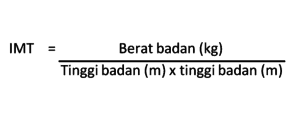 Berat badan (kg)
IMT =
Tinggi badan (m) x tinggi badan (m)